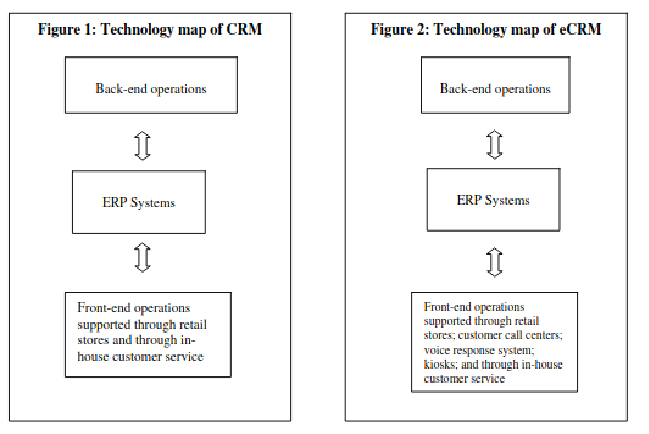 Figure 1: Technology map of CRM
Back-end operations
ERP Systems
Front-end operations
supported through retail
stores and through in-
house customer service
Figure 2: Technology map of eCRM
Back-end operations
ERP Systems
Front-end operations
supported through retail
stores; customer call centers;
voice response system;
kiosks; and through in-house
customer service